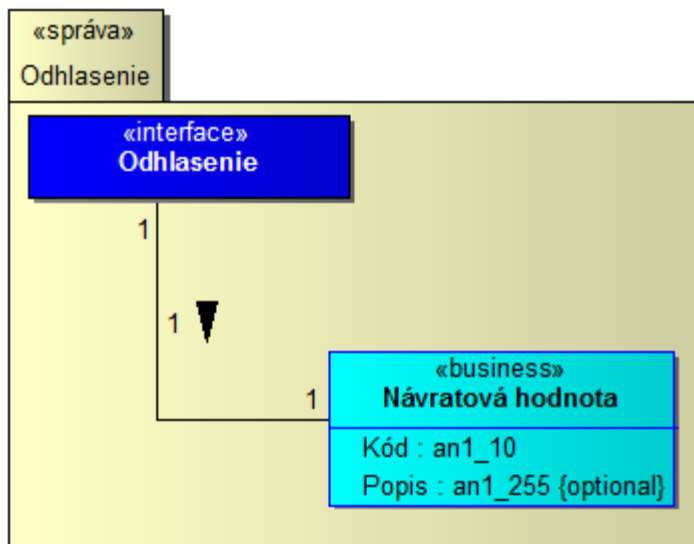 «správa»
Odhlasenie
«interface»
Odhlasenie
1
1
1
«business»
Návratová hodnota
Kód : an1_10
Popis : an1_255 {optional}